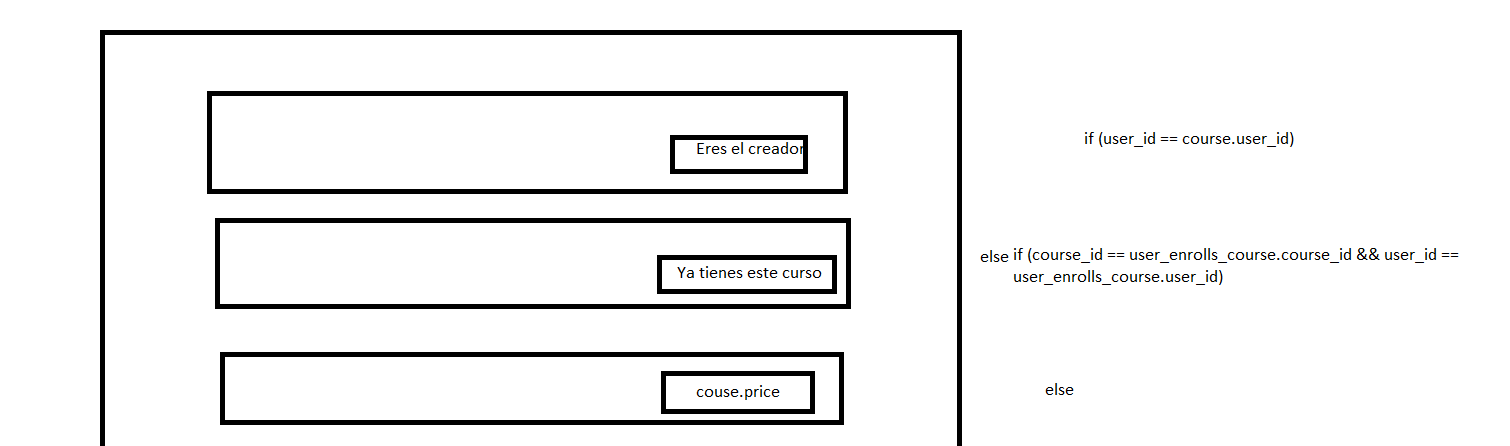 Eres el creador
if (user_id == course.user_id)
Ya tienes este curso
else if (course_id == user_enrolls_course.course_id && user_id ==
user_enrolls_course.user_id)
couse.price
else